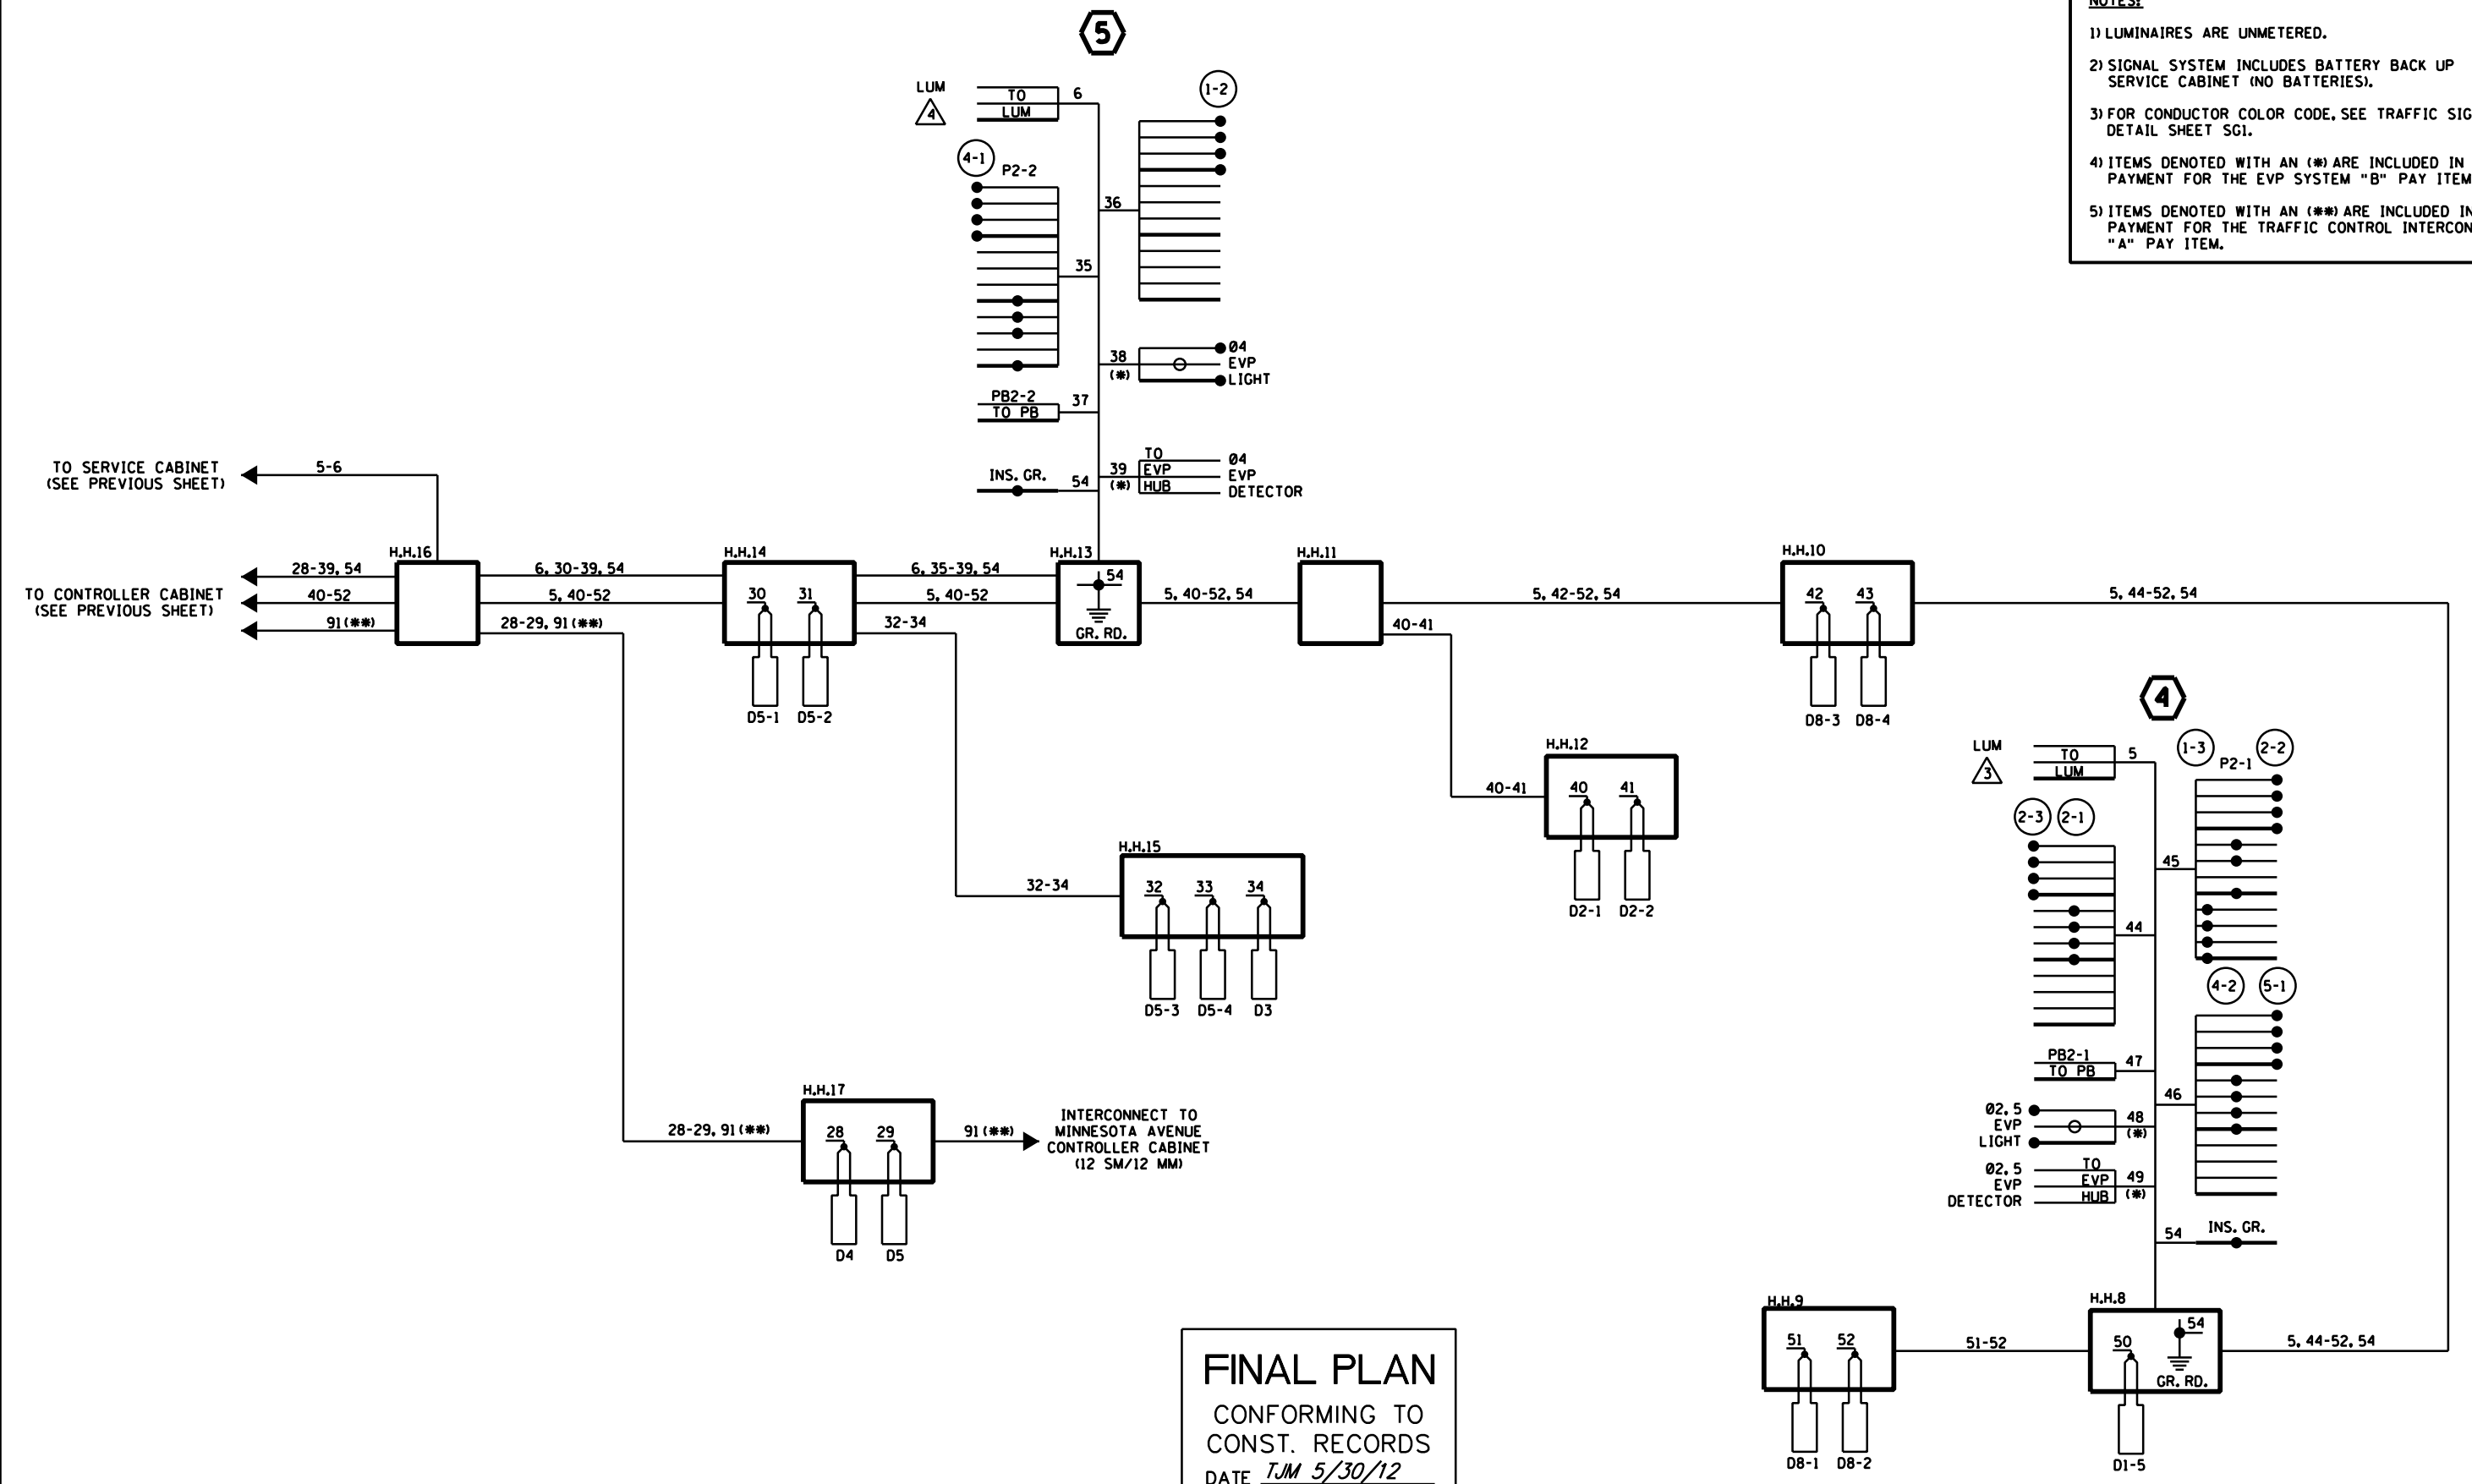 NOTES:
1) LUMINAIRES ARE UNMETERED.
2) SIGNAL SYSTEM INCLUDES BATTERY BACK UP
SERVICE CABINET (NO BATTERIES).
3) FOR CONDUCTOR COLOR CODE, SEE TRAFFIC SIG
DETAIL SHEET SG1.
4) ITEMS DENOTED WITH AN (*) ARE INCLUDED IN
PAYMENT FOR THE EVP SYSTEM "B" PAY ITEM
5) ITEMS DENOTED WITH AN (**) ARE INCLUDED IN
PAYMENT FOR THE TRAFFIC CONTROL INTERCON
"A" PAY ITEM.
5
LUM
4
TO
LUM
6
1-2
4-1
P2-2
36
35
38
(*)
Ø4
EVP
LIGHT
PB2-2
TO PB
37
INS. GR.
54
39
(*)
TO
EVP
HUB
Ø4
EVP
DETECTOR
TO SERVICE CABINET
(SEE PREVIOUS SHEET)
5-6
TO CONTROLLER CABINET
(SEE PREVIOUS SHEET)
28-39, 54
40-52
91 (**)
H.H.16
6, 30-39, 54
5, 40-52
28-29, 91 (**)
H.H.14
30
31
D5-1
D5-2
6, 35-39, 54
5, 40-52
32-34
H.H.13
54
GR. RD.
5, 40-52, 54
H.H.11
5, 42-52, 54
40-41
H.H.10
42
43
D8-3
D8-4
5, 44-52, 54
40-41
H.H.12
40
41
D2-1
D2-2
32-34
H.H.15
32
33
34
D5-3
D5-4
D3
28-29, 91 (**)
H.H.17
28
29
D4
D5
91 (**)
INTERCONNECT TO
MINNESOTA AVENUE
CONTROLLER CABINET
(12 SM/12 MM)
4
LUM
3
TO
LUM
5
1-3
2-2
P2-1
2-3
2-1
45
44
4-2
5-1
PB2-1
TO PB
47
46
Ø2, 5
EVP
LIGHT
48
(*)
Ø2, 5
EVP
DETECTOR
TO
EVP
HUB
49
(*)
54
INS. GR.
H.H.9
51
52
D8-1
D8-2
51-52
H.H.8
50
54
GR. RD.
D1-5
5, 44-52, 54
FINAL PLAN
CONFORMING TO
CONST. RECORDS
DATE TJM 5/30/12